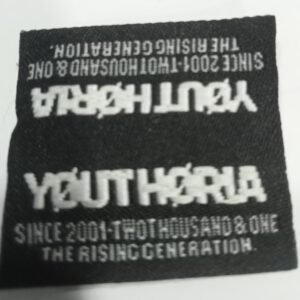 THE RISING GENERATION.
SINCE 2001-TWOTHOUSAND&ONE
YØUTHØRIA
YØUTHØRIA
SINCE 2001-TWOTHOUSAND&ONE
THE RISING GENERATION.